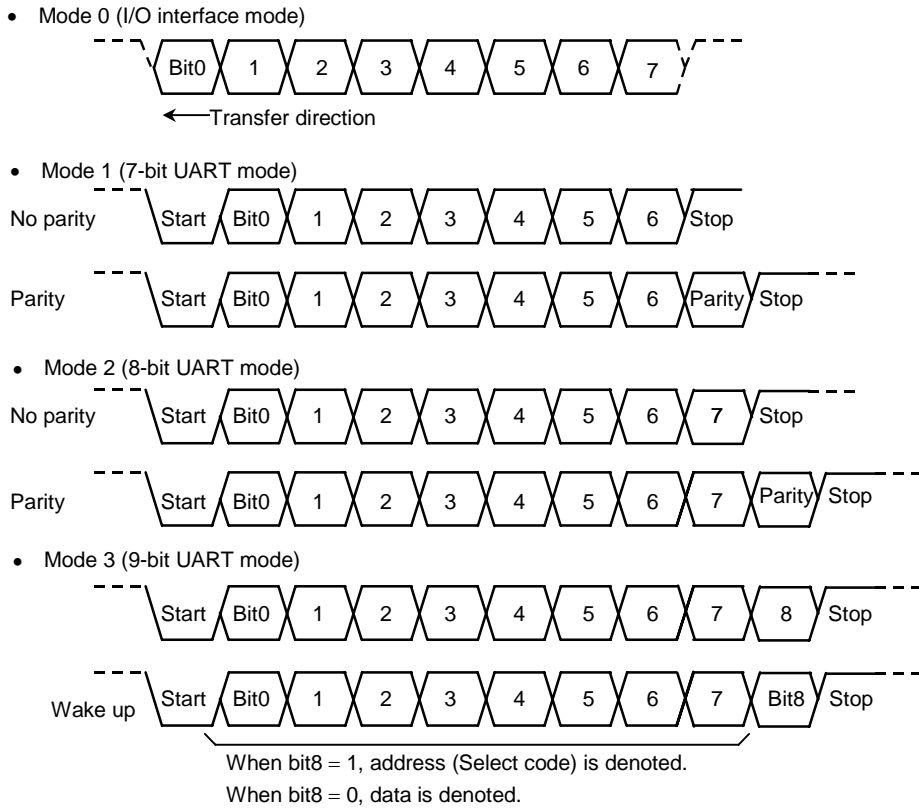 • Mode 0 (I/O interface mode)
Bit0 1 2 3 4 5 6 7
Transfer direction
• Mode 1 (7-bit UART mode)
No parity Start Bit0 1 2 3 4 5 6 Stop
Parity Start Bit0 1 2 3 4 5 6 Parity Stop
• Mode 2 (8-bit UART mode)
No parity Start Bit0 1 2 3 4 5 6 7 Stop
Parity Start Bit0 1 2 3 4 5 6 7 Parity Stop
• Mode 3 (9-bit UART mode)
Start Bit0 1 2 3 4 5 6 7 8 Stop
Wake up Start Bit0 1 2 3 4 5 6 7 Bit8 Stop
When bit8 = 1, address (Select code) is denoted.
When bit8 = 0, data is denoted.